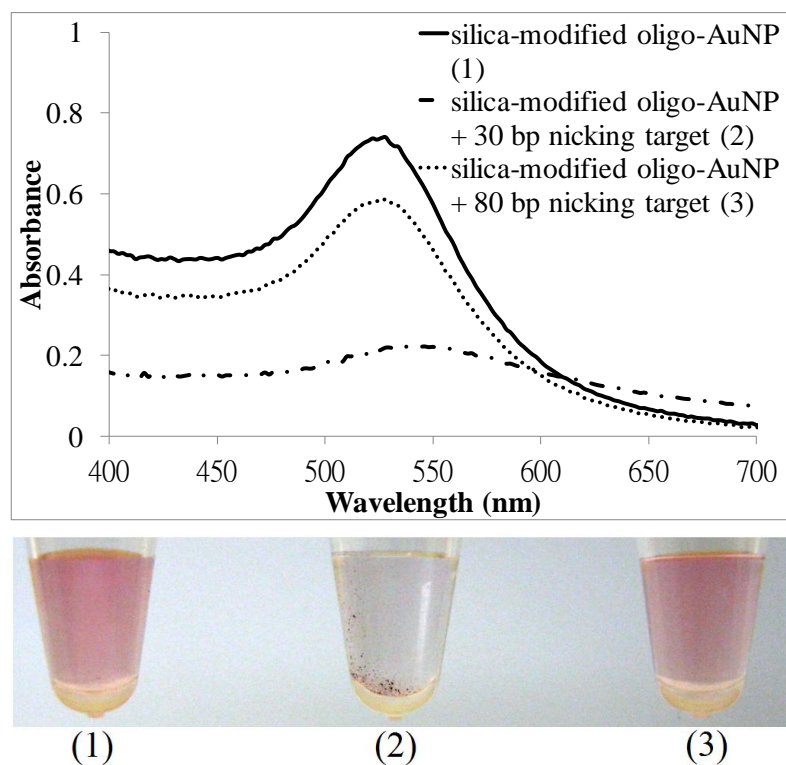 1
0.8
0.6
0.4
0.2
0
Absorbance
silica-modified oligo-AuNP
(1)
silica-modified oligo-AuNP
+ 30 bp nicking target (2)
silica-modified oligo-AuNP
+ 80 bp nicking target (3)
400 450 500 550 600 650 700
Wavelength (nm)
(1) (2) (3)